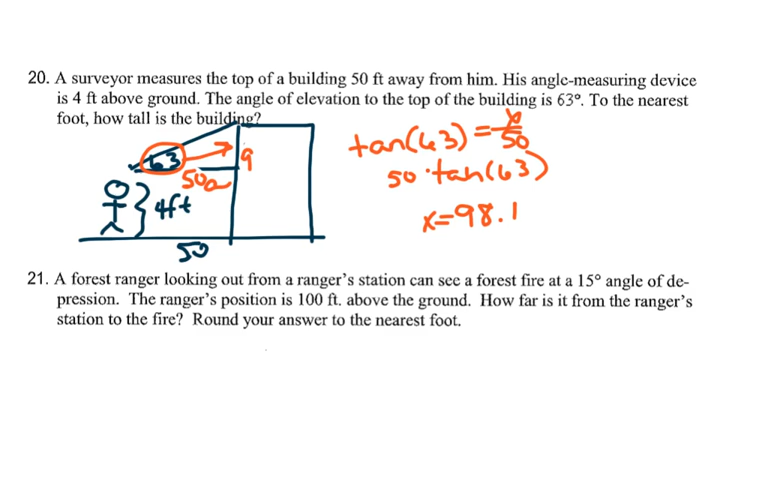 20. A surveyor measures the top of a building 50 ft away from him. His angle-measuring device
is 4 ft above ground. The angle of elevation to the top of the building is 63°. To the nearest
foot, how tall is the building?
tan(63) = x/50
63
9
50a
50 · tan(63)
4ft
x=98.1
50
21. A forest ranger looking out from a ranger's station can see a forest fire at a 15° angle of de-
pression. The ranger's position is 100 ft. above the ground. How far is it from the ranger's
station to the fire? Round your answer to the nearest foot.